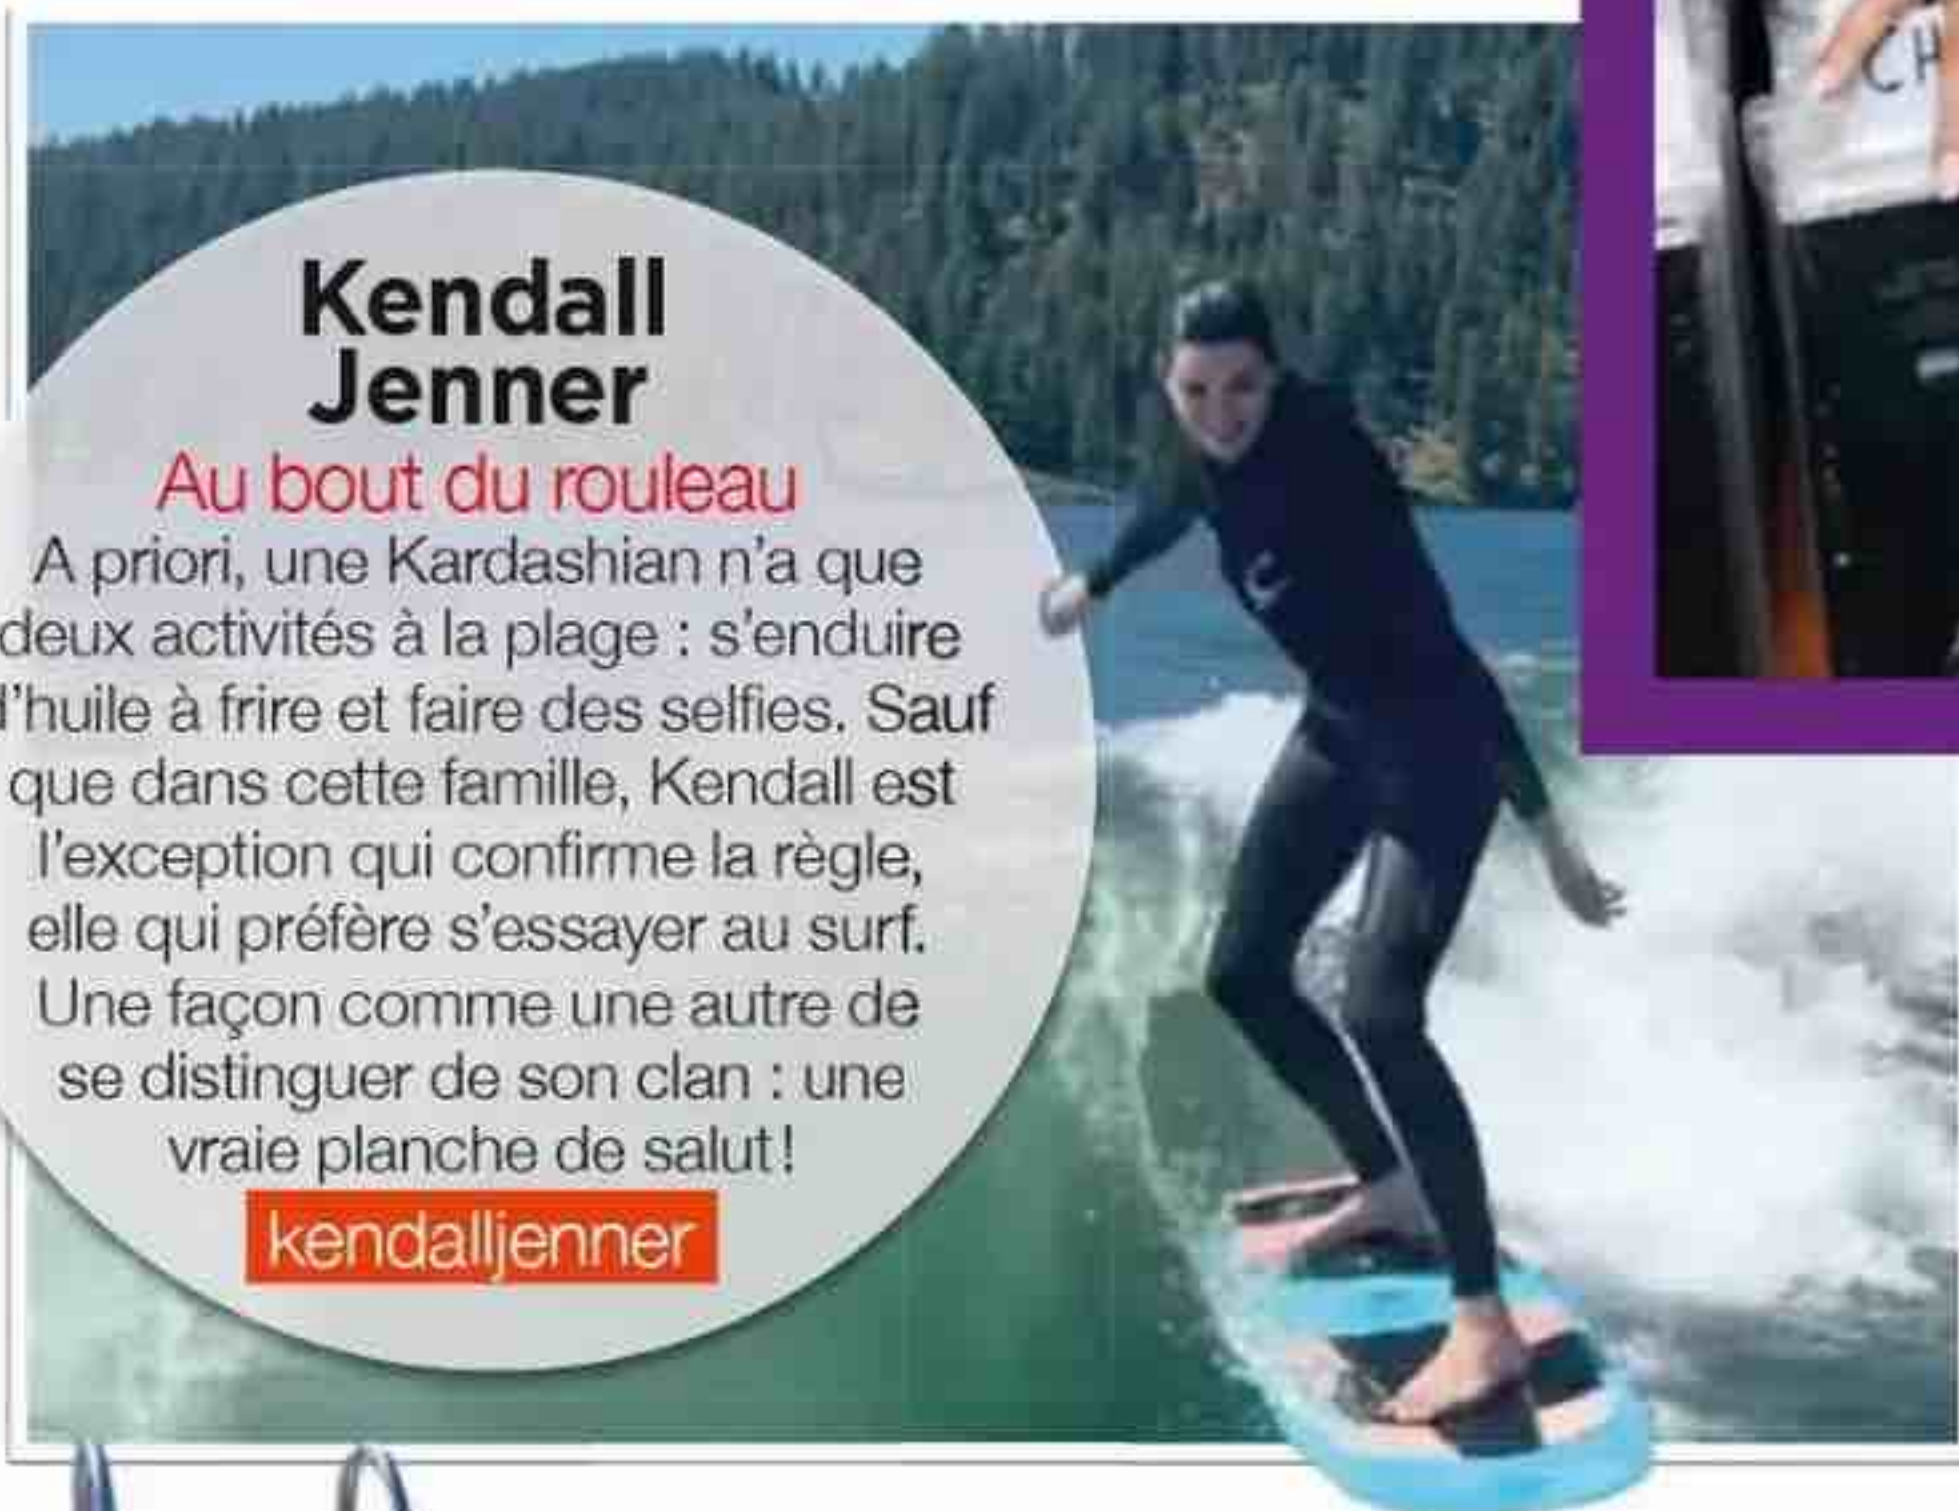 Kendall
Jenner
Au bout du rouleau
A priori, une Kardashian n'a que
deux activités à la plage : s'enduire
d'huile à frire et faire des selfies. Sauf
que dans cette famille, Kendall est
l'exception qui confirme la règle,
elle qui préfère s'essayer au surf.
Une façon comme une autre de
se distinguer de son clan : une
vraie planche de salut !
kendalljenner
CH